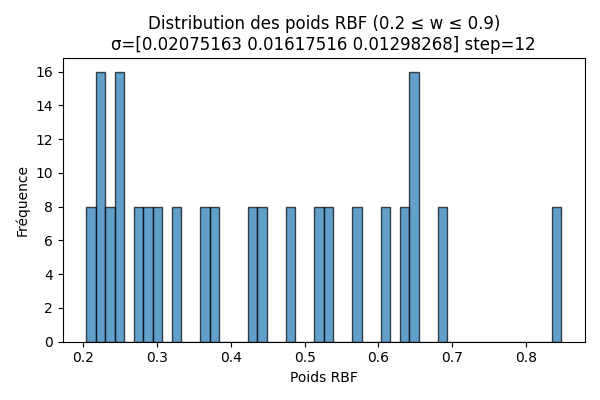 Distribution des poids RBF (0.2 ≤ w ≤ 0.9)
σ=[0.02075163 0.01617516 0.01298268] step=12
16
14
12
10
8
6
4
2
0
Fréquence
0.2 0.3 0.4 0.5 0.6 0.7 0.8
Poids RBF